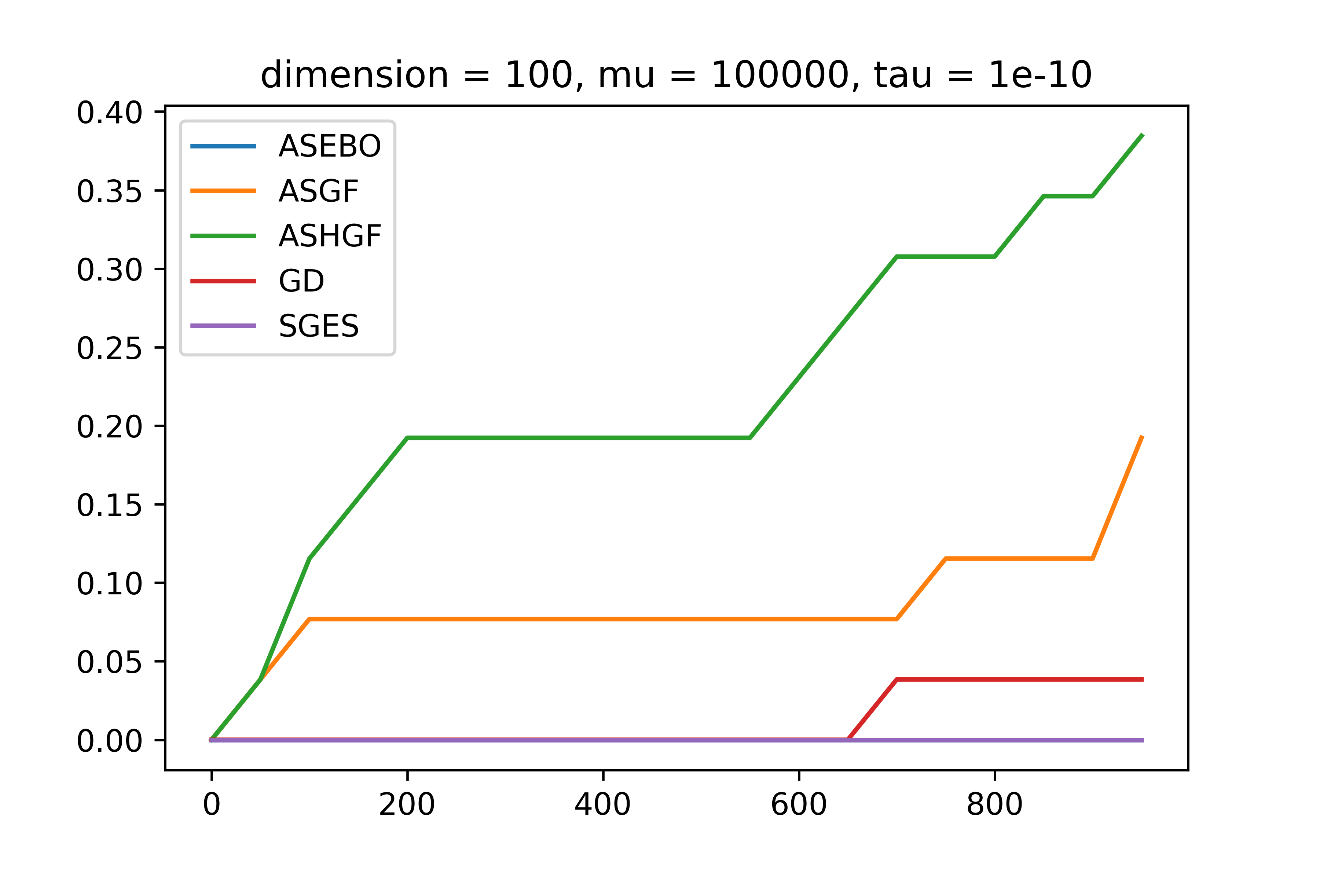 dimension = 100, mu = 100000, tau = 1e-10
0.40
0.35
0.30
0.25
0.20
0.15
0.10
0.05
0.00
ASEBO
ASGF
ASHGF
GD
SGES
0 200 400 600 800